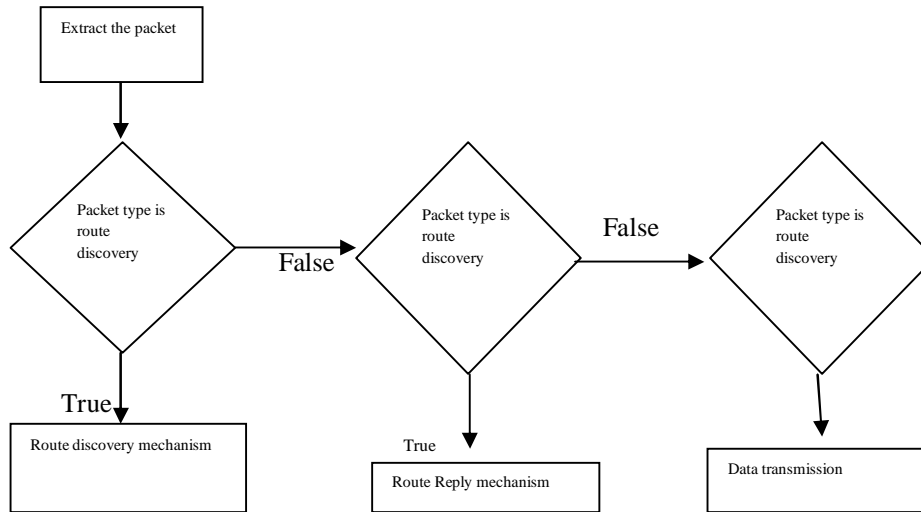 Extract the packet
Packet type is
route
discovery
False
Packet type is
route
discovery
False
Packet type is
route
discovery
True
Route discovery mechanism
True
Route Reply mechanism
Data transmission